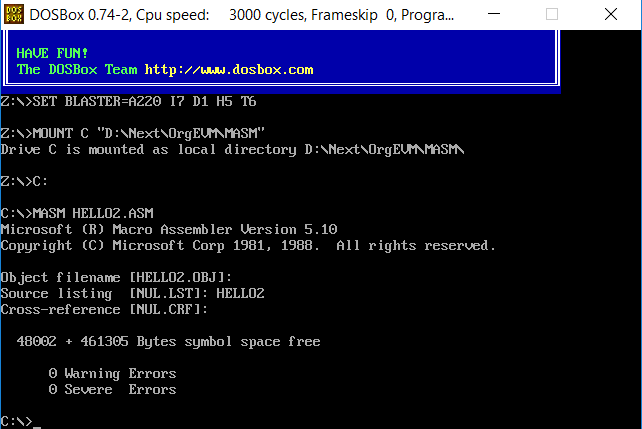 DOS BOX DOSBox 0.74-2, Cpu speed:    3000 cycles, Frameskip  0, Progra...
HAVE FUN!
The DOSBox Team http://www.dosbox.com
Z:\>SET BLASTER=A220 I7 D1 H5 T6
Z:\>MOUNT C "D:\Next\OrgEVM\MASM"
Drive C is mounted as local directory D:\Next\OrgEVM\MASM\
Z:\>C:
C:\>MASM HELLO2.ASM
Microsoft (R) Macro Assembler Version 5.10
Copyright (C) Microsoft Corp 1981, 1988.  All rights reserved.
Object filename [HELLO2.OBJ]:
Source listing  [NUL.LST]: HELLO2
Cross-reference [NUL.CRF]:
  48002 + 461305 Bytes symbol space free
      0 Warning Errors
      0 Severe  Errors
C:\>_